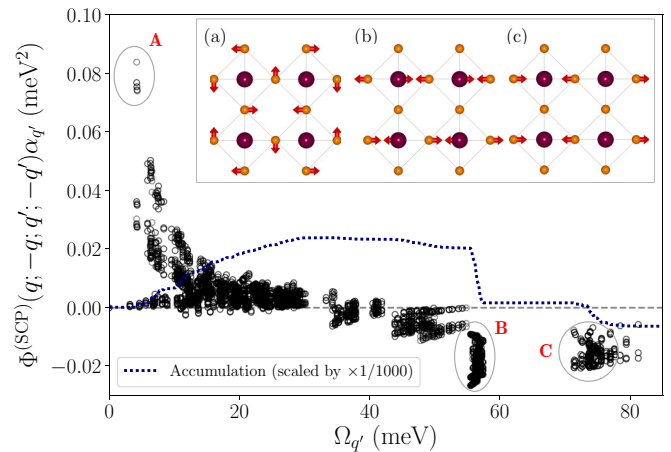 0.10
0.08
0.06
0.04
0.02
0.00
−0.02
Φ(SCP)(q; −q; q′; −q′)αq′ (meV²)
A
(a)
(b)
(c)
B
C
Accumulation (scaled by ×1/1000)
0
20
40
60
80
Ωq′ (meV)